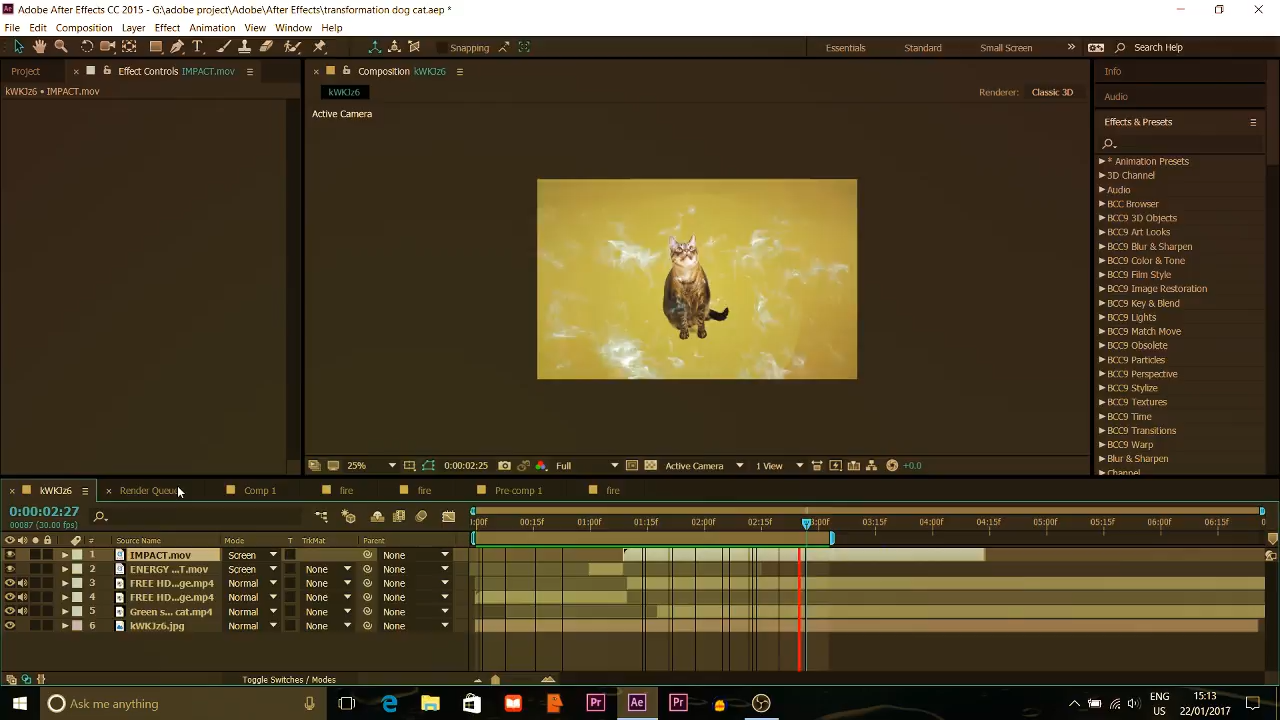 Adobe After Effects CC 2015 - G:\adobe project\Adobe After Effects\transformation dog cat.aep *
File Edit Composition Layer Effect Animation View Window Help
Snapping Essentials Standard Small Screen » Search Help
Project × Effect Controls IMPACT.mov
kWKJz6 • IMPACT.mov
× Composition kWKJz6
kWKJz6
Renderer: Classic 3D
Active Camera
Info
Audio
Effects & Presets
* Animation Presets
3D Channel
Audio
BCC Browser
BCC9 3D Objects
BCC9 Art Looks
BCC9 Blur & Sharpen
BCC9 Color & Tone
BCC9 Film Style
BCC9 Image Restoration
BCC9 Key & Blend
BCC9 Lights
BCC9 Match Move
BCC9 Obsolete
BCC9 Particles
BCC9 Perspective
BCC9 Stylize
BCC9 Textures
BCC9 Time
BCC9 Transitions
BCC9 Warp
Blur & Sharpen
Channel
25% 0:00:02:25 Full Active Camera 1 View +0.0
× kWKJz6 × Render Queue Comp 1 fire fire Pre-comp 1 fire
0:00:02:27
00087 (30.00 fps)
:00f 00:15f 01:00f 01:15f 02:00f 02:15f 3:00f 03:15f 04:00f 04:15f 05:00f 05:15f 06:00f 06:15f
# Source Name Mode T TrkMat Parent
1 IMPACT.mov Screen None
2 ENERGY ...T.mov Screen None None
3 FREE HD...ge.mp4 Normal None None
4 FREE HD...ge.mp4 Normal None None
5 Green s... cat.mp4 Normal None None
6 kWKJz6.jpg Normal None None
Toggle Switches / Modes
Ask me anything
Pr Ae Pr
ENG
US
15:13
22/01/2017